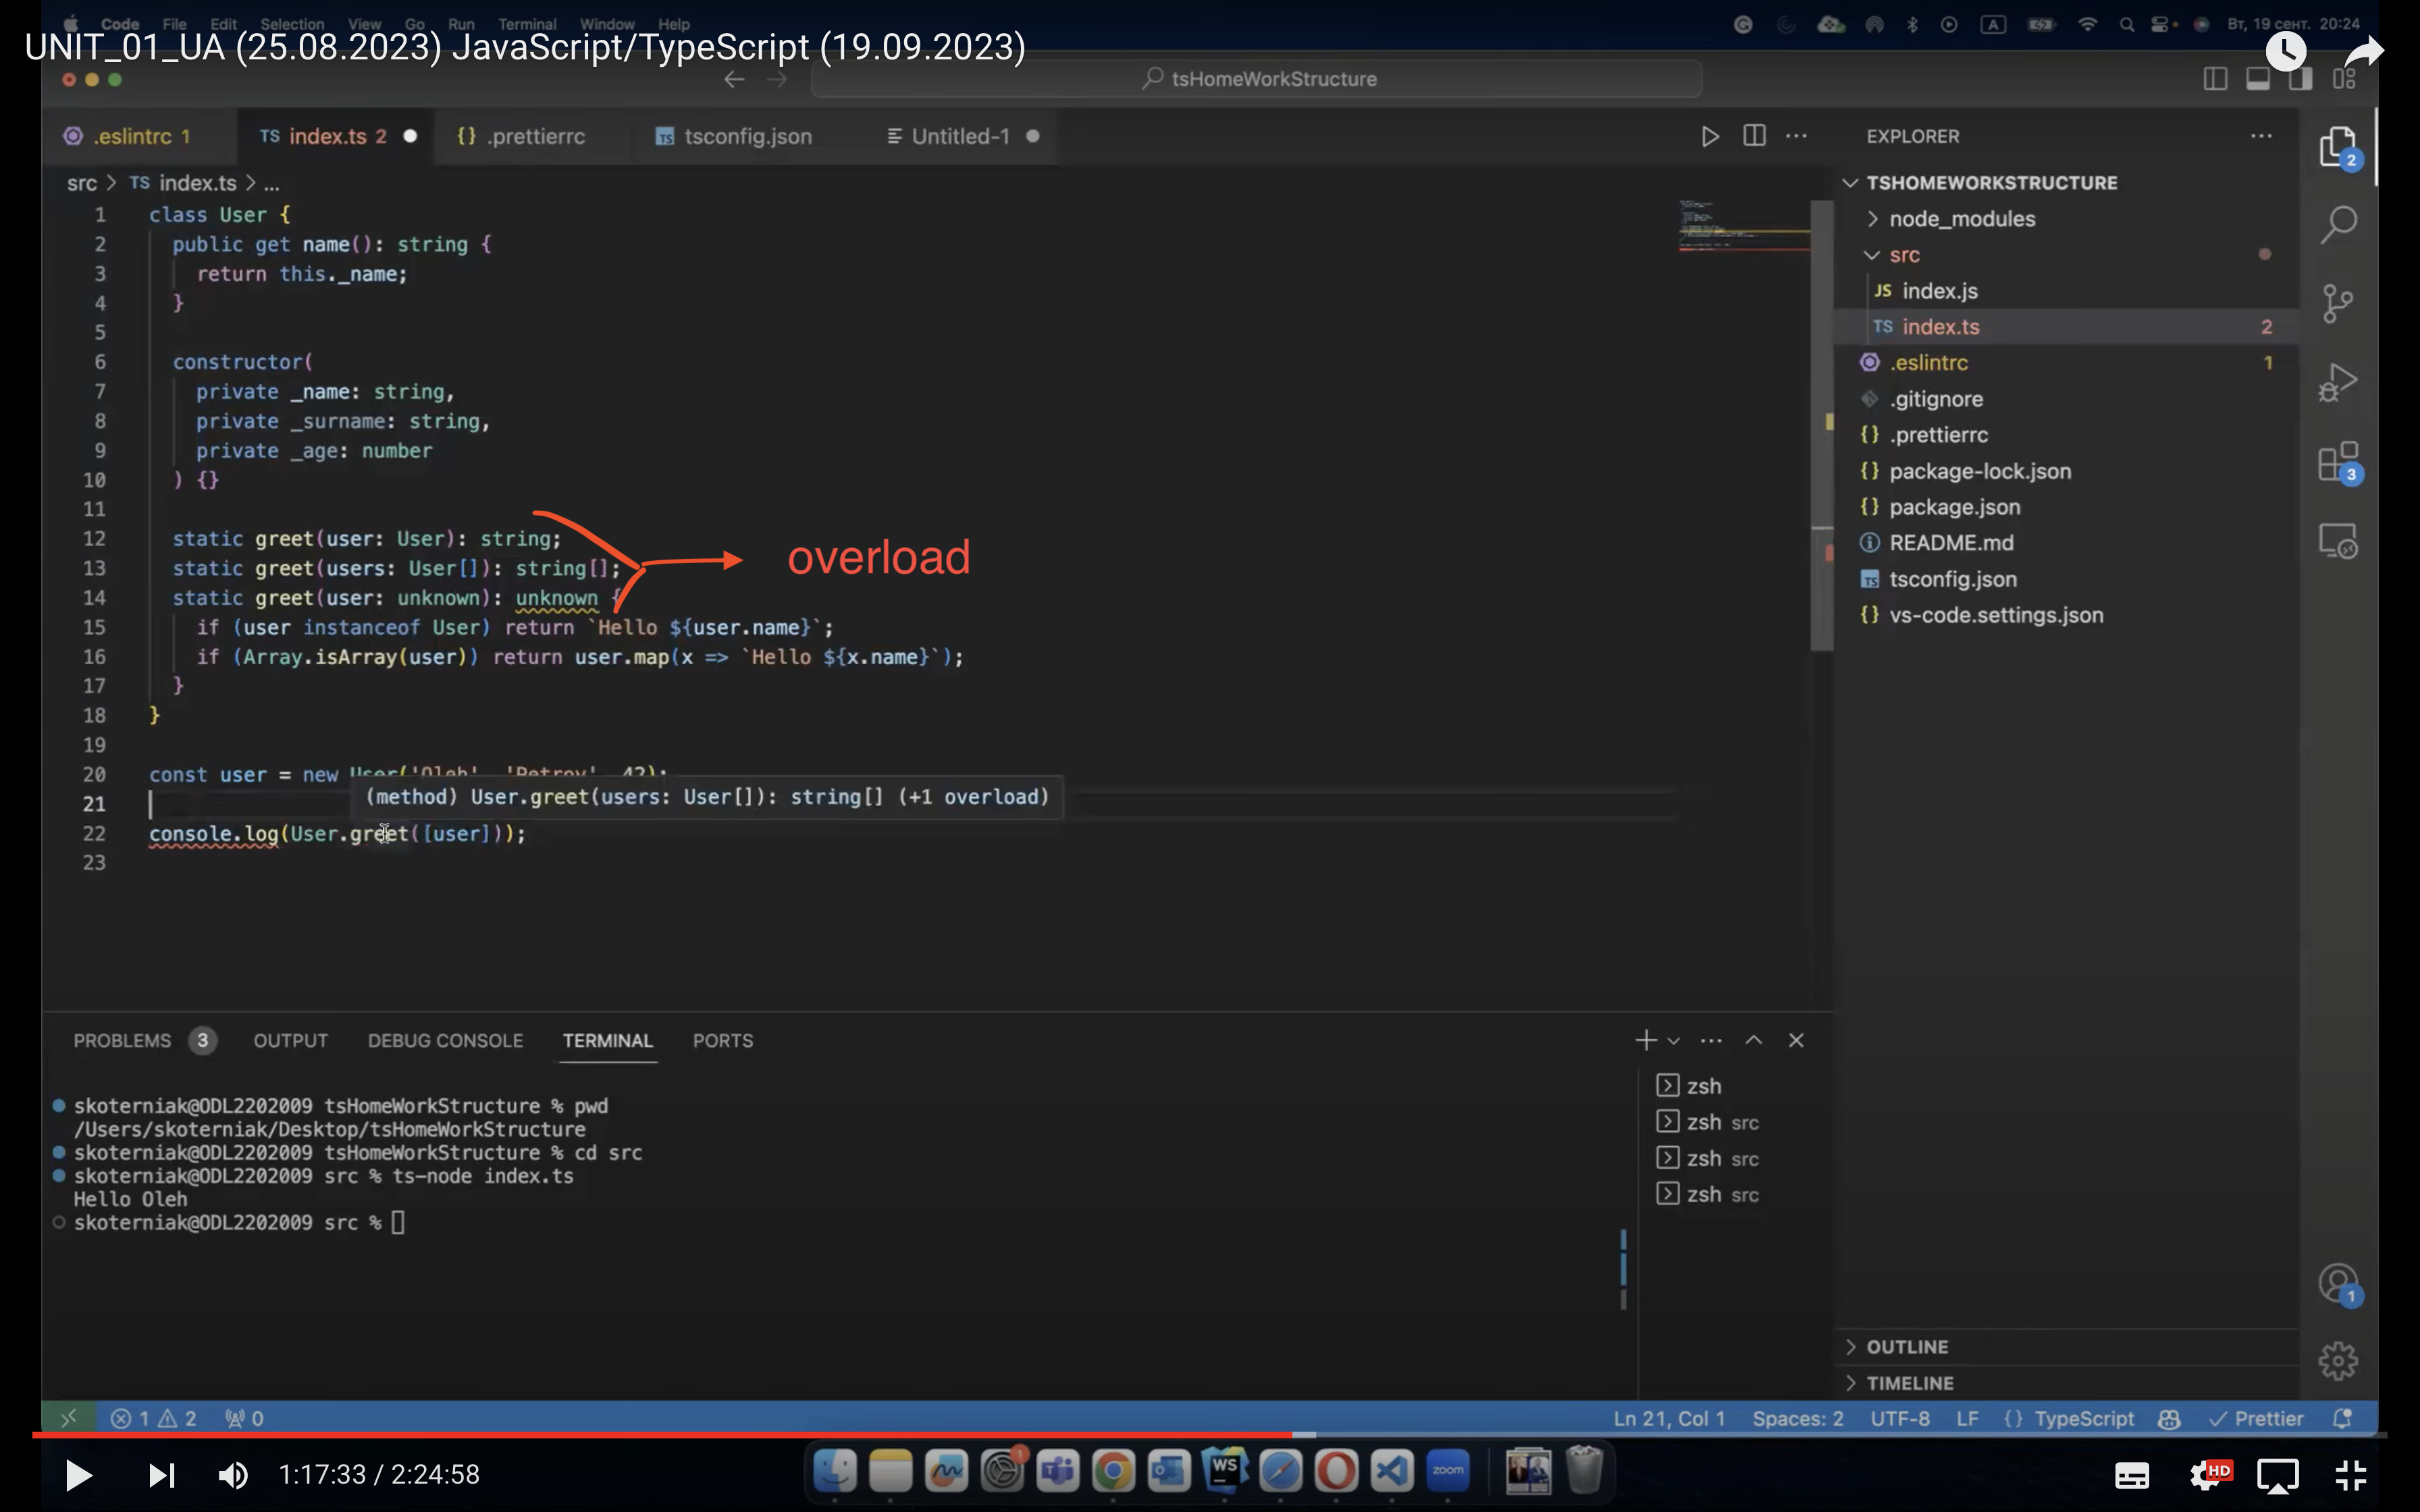 Code File Edit Selection View Go Run Terminal Window Help
A Вт, 19 сент. 20:24
UNIT_01_UA (25.08.2023) JavaScript/TypeScript (19.09.2023)
tsHomeWorkStructure
.eslintrc 1
TS index.ts 2
{} .prettierrc
TS tsconfig.json
Untitled-1
src > TS index.ts > ...
1 class User {
2 public get name(): string {
3 return this._name;
4 }
5
6 constructor(
7 private _name: string,
8 private _surname: string,
9 private _age: number
10 ) {}
11
12 static greet(user: User): string;
13 static greet(users: User[]): string[];
14 static greet(user: unknown): unknown {
15 if (user instanceof User) return `Hello ${user.name}`;
16 if (Array.isArray(user)) return user.map(x => `Hello ${x.name}`);
17 }
18 }
19
20 const user = new User('Oleh', 'Petrov', 42);
21
(method) User.greet(users: User[]): string[] (+1 overload)
22 console.log(User.greet([user]));
23
overload
EXPLORER
TSHOMEWORKSTRUCTURE
node_modules
src
JS index.js
TS index.ts 2
.eslintrc 1
.gitignore
{} .prettierrc
{} package-lock.json
{} package.json
README.md
TS tsconfig.json
{} vs-code.settings.json
OUTLINE
TIMELINE
2
3
1
PROBLEMS 3 OUTPUT DEBUG CONSOLE TERMINAL PORTS
skoterniak@ODL2202009 tsHomeWorkStructure % pwd
/Users/skoterniak/Desktop/tsHomeWorkStructure
skoterniak@ODL2202009 tsHomeWorkStructure % cd src
skoterniak@ODL2202009 src % ts-node index.ts
Hello Oleh
skoterniak@ODL2202009 src %
zsh
zsh src
zsh src
zsh src
1 2 0
Ln 21, Col 1 Spaces: 2 UTF-8 LF {} TypeScript Prettier
1:17:33 / 2:24:58
1
WS
zoom
HD